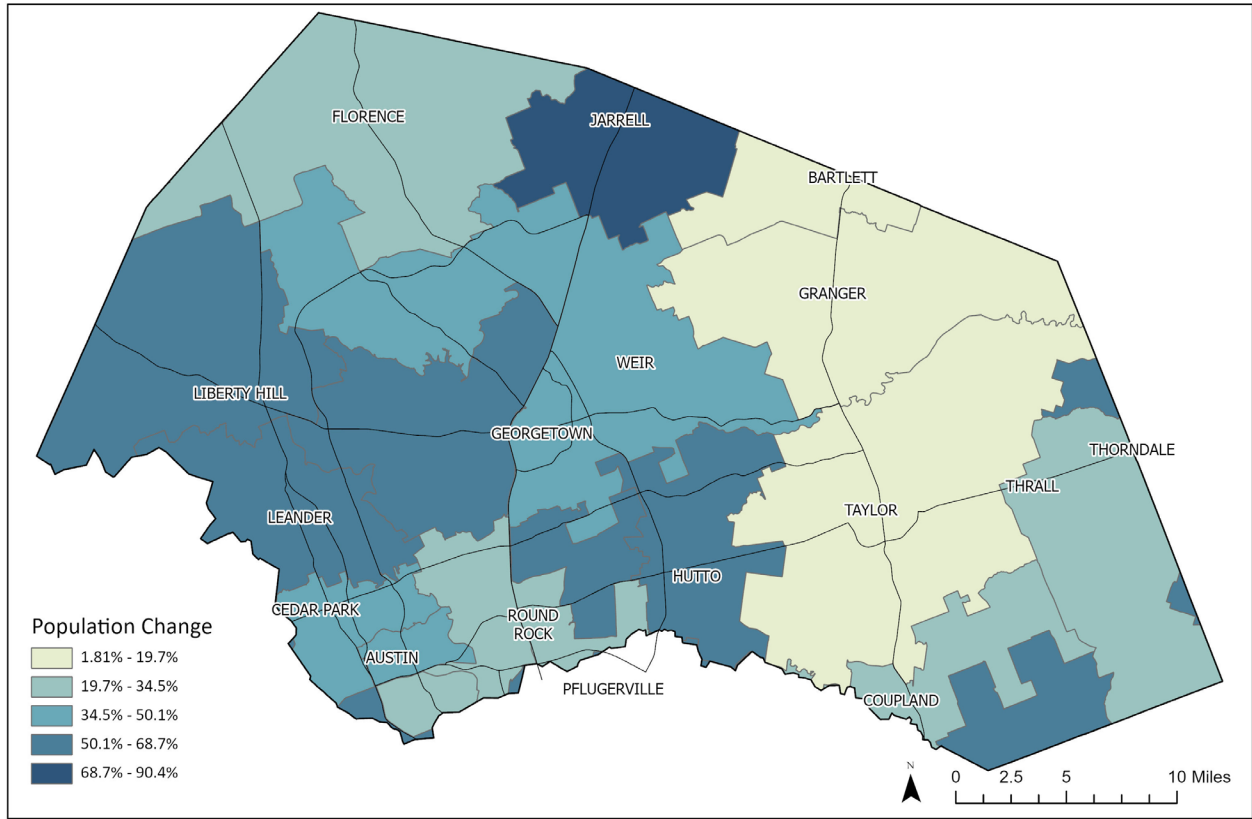 FLORENCE
JARRELL
BARTLETT
GRANGER
WEIR
LIBERTY HILL
GEORGETOWN
THORNDALE
THRALL
LEANDER
TAYLOR
HUTTO
CEDAR PARK
ROUND
ROCK
AUSTIN
PFLUGERVILLE
COUPLAND
Population Change
1.81% - 19.7%
19.7% - 34.5%
34.5% - 50.1%
50.1% - 68.7%
68.7% - 90.4%
N
0 2.5 5 10 Miles